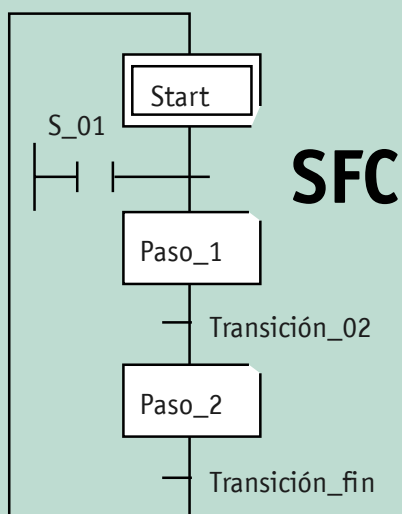 Start
S_01
SFC
Paso_1
Transición_02
Paso_2
Transición_fin